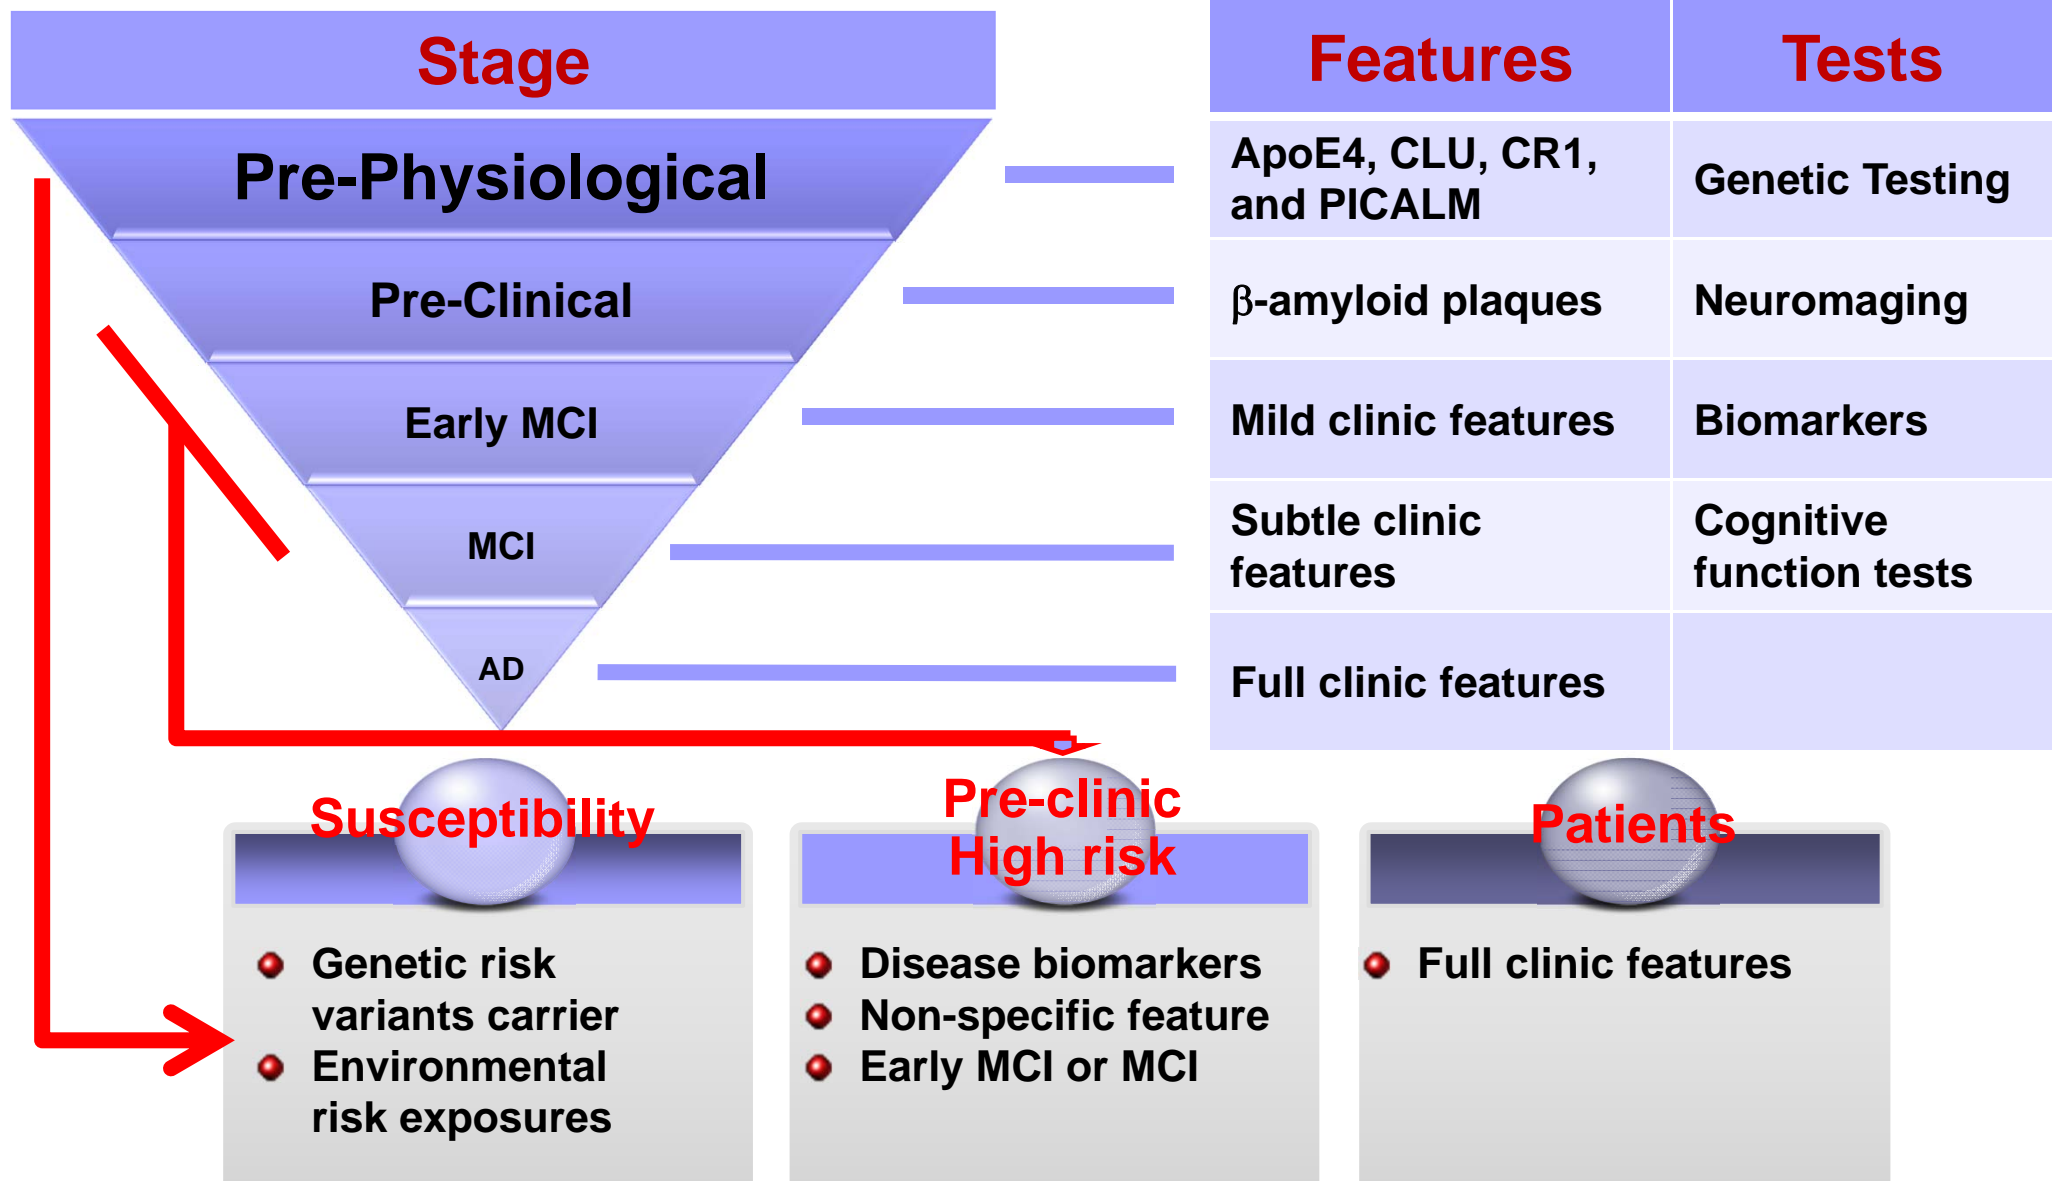 Stage
Features
Tests
Pre-Physiological
ApoE4, CLU, CR1,
and PICALM
Genetic Testing
Pre-Clinical
β-amyloid plaques
Neuromaging
Early MCI
Mild clinic features
Biomarkers
MCI
Subtle clinic
features
Cognitive
function tests
AD
Full clinic features
Susceptibility
Genetic risk
variants carrier
Environmental
risk exposures
Pre-clinic
High risk
Disease biomarkers
Non-specific feature
Early MCI or MCI
Patients
Full clinic features